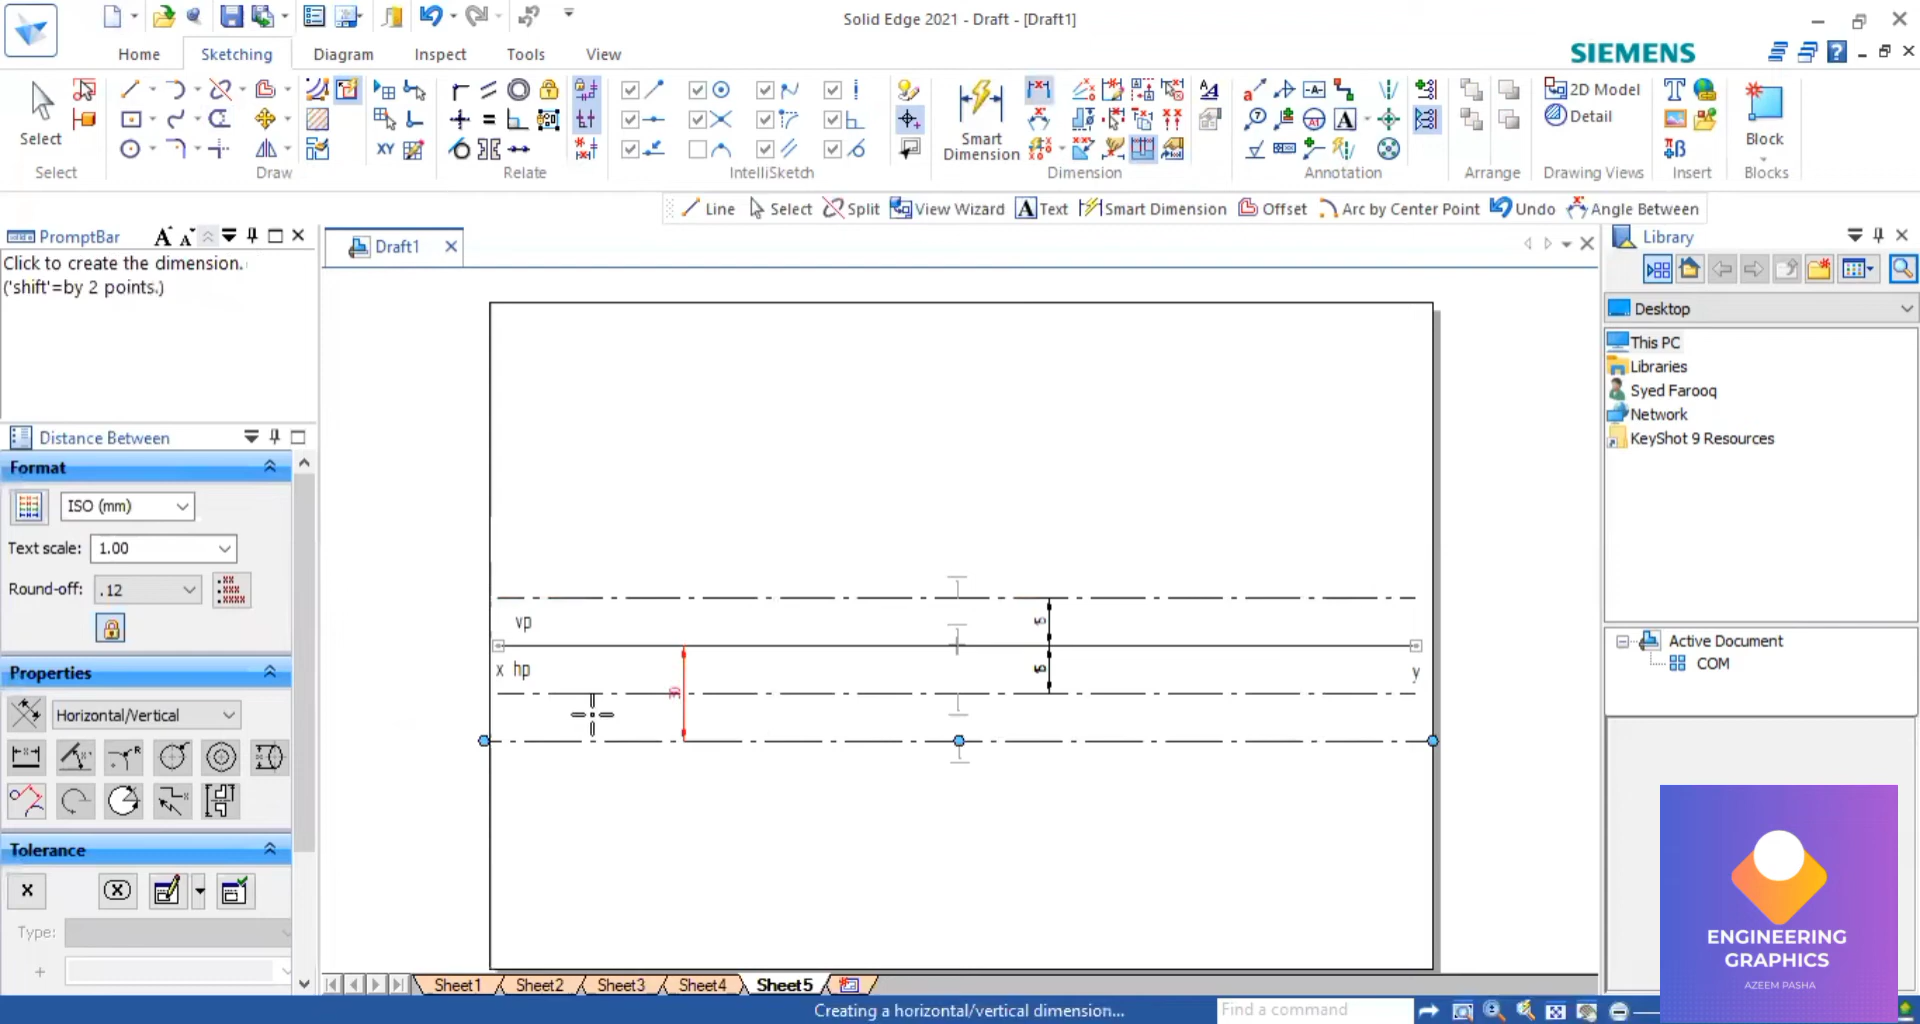 Solid Edge 2021 - Draft - [Draft1]
Home
Sketching
Diagram
Inspect
Tools
View
SIEMENS
Select
XY
Smart Dimension
2D Model
Detail
Block
Select
Draw
Relate
IntelliSketch
Dimension
Annotation
Arrange
Drawing Views
Insert
Blocks
Line
Select
Split
View Wizard
Text
Smart Dimension
Offset
Arc by Center Point
Undo
Angle Between
PromptBar
Click to create the dimension.
('shift'=by 2 points.)
Draft1
Library
Desktop
This PC
Libraries
Syed Farooq
Network
KeyShot 9 Resources
Active Document
COM
Distance Between
Format
ISO (mm)
Text scale: 1.00
Round-off: .12
Properties
Horizontal/Vertical
Tolerance
Type:
vp
x hp
y
Sheet1
Sheet2
Sheet3
Sheet4
Sheet5
Creating a horizontal/vertical dimension...
Find a command
ENGINEERING
GRAPHICS
AZEEM PASHA